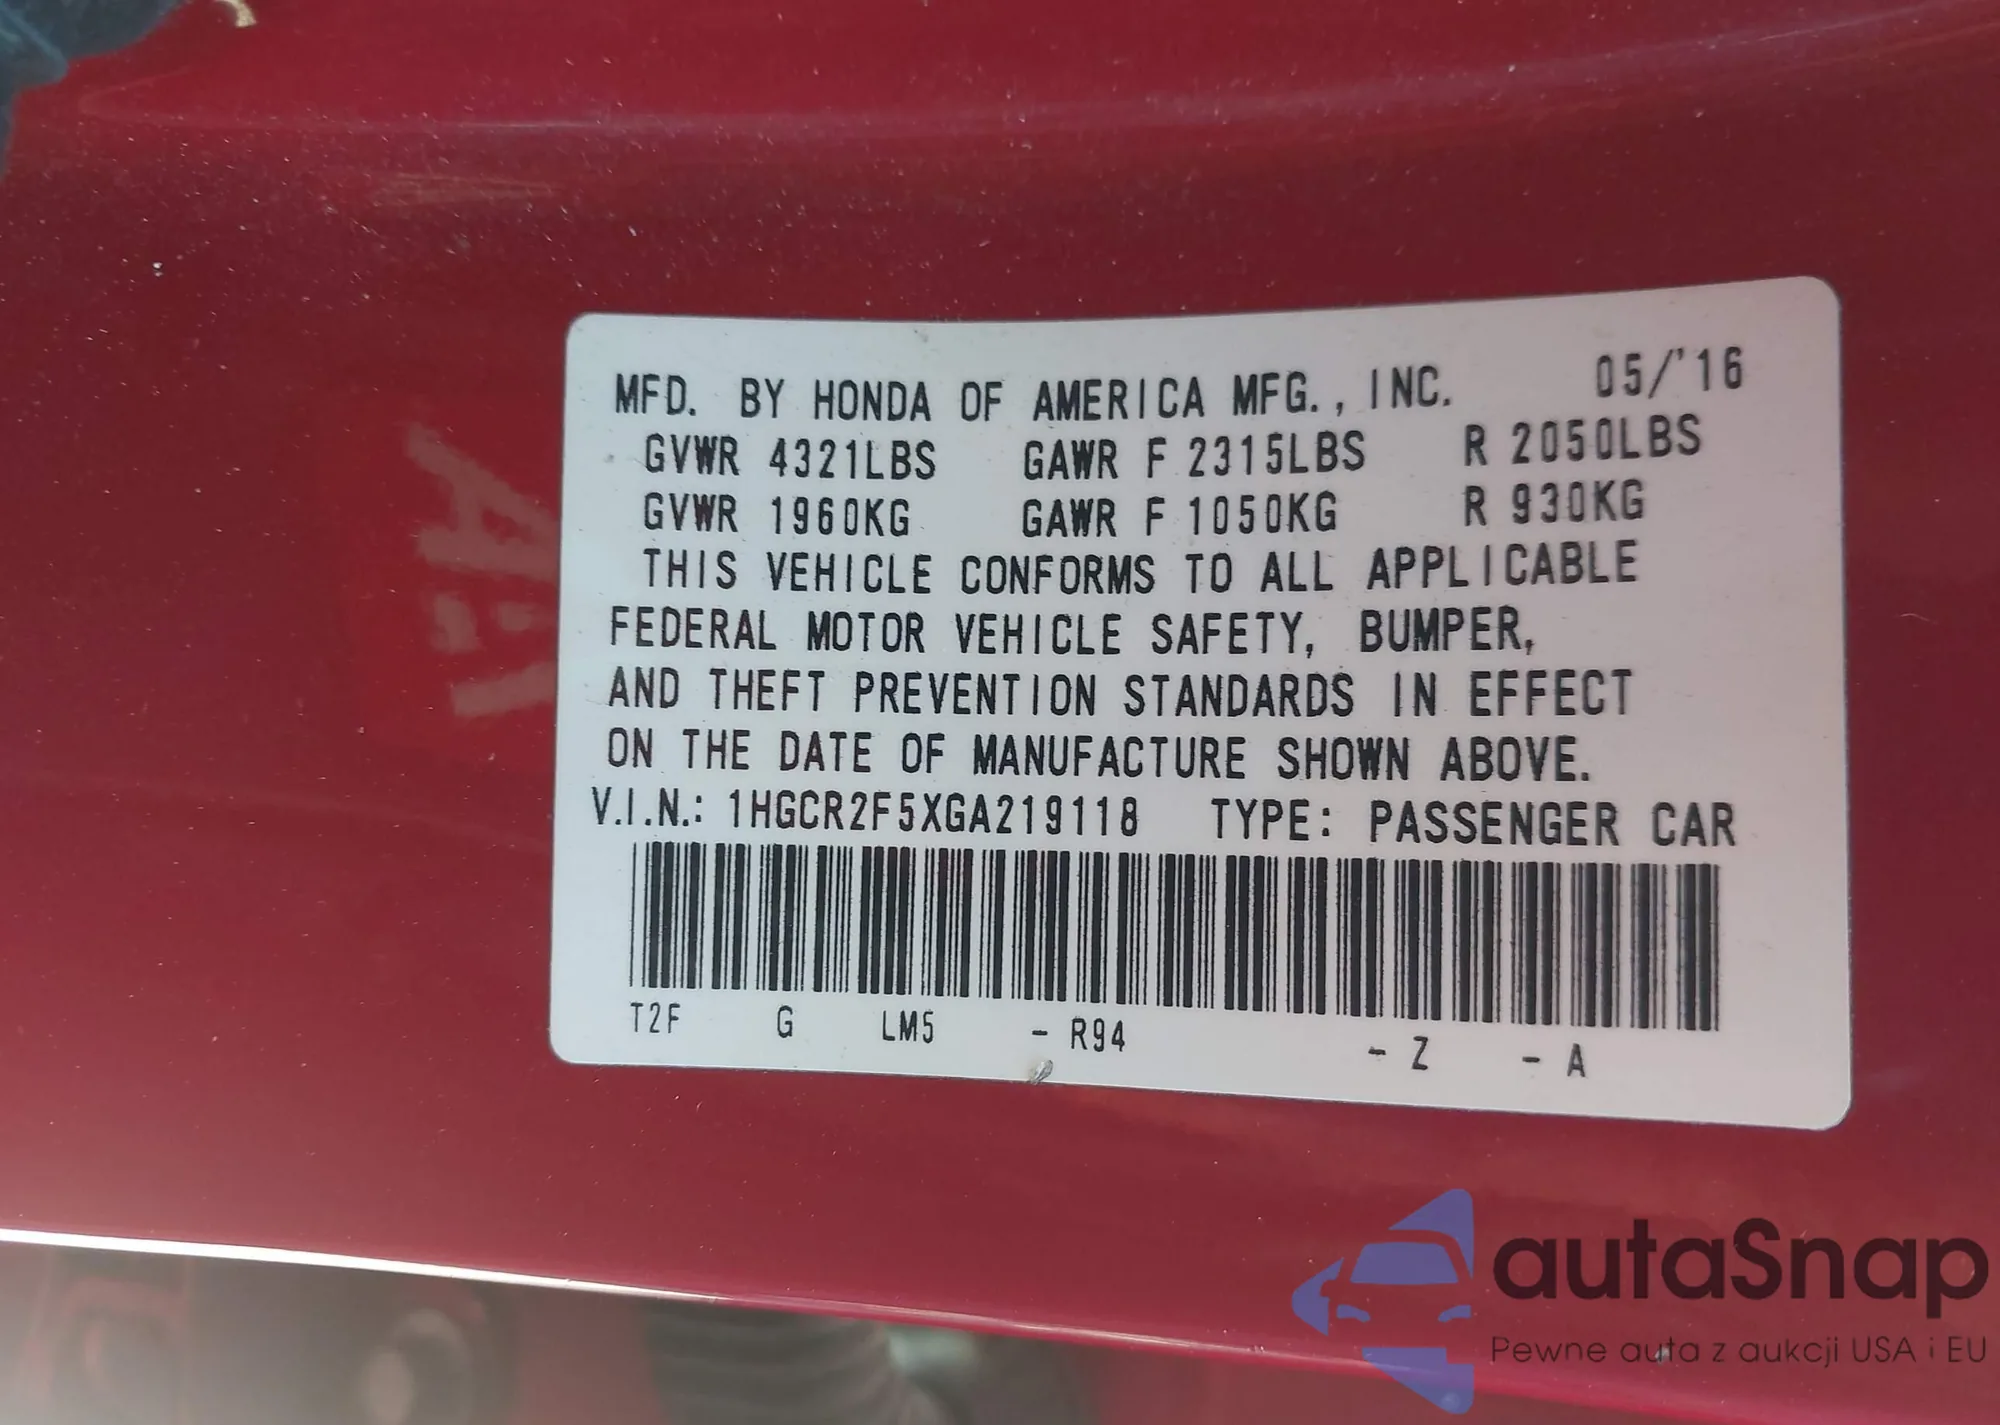 MFD. BY HONDA OF AMERICA MFG., INC. 05/'16
GVWR 4321LBS GAWR F 2315LBS R 2050LBS
GVWR 1960KG GAWR F 1050KG R 930KG
THIS VEHICLE CONFORMS TO ALL APPLICABLE
FEDERAL MOTOR VEHICLE SAFETY, BUMPER,
AND THEFT PREVENTION STANDARDS IN EFFECT
ON THE DATE OF MANUFACTURE SHOWN ABOVE.
V.I.N.: 1HGCR2F5XGA219118 TYPE: PASSENGER CAR
T2F G LM5 - R94 - Z - A
autaSnap
Pewne auta z aukcji USA i EU